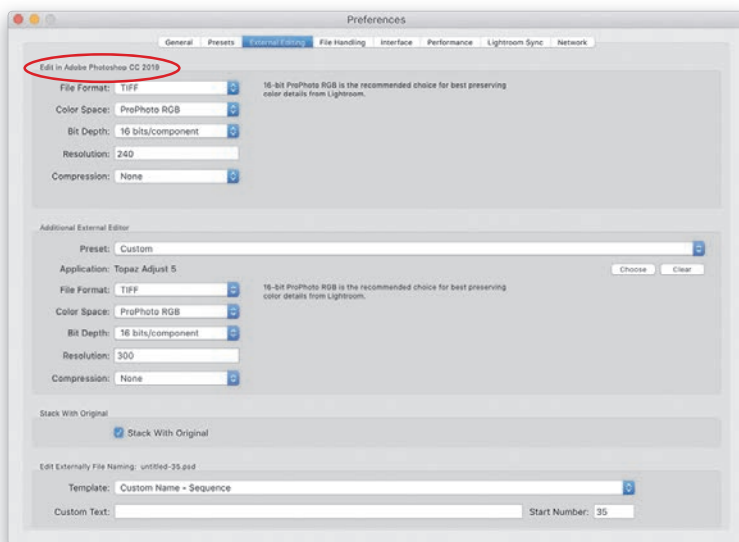 Preferences
General Presets External Editing File Handling Interface Performance Lightroom Sync Network
Edit in Adobe Photoshop CC 2018
File Format: TIFF
16-bit ProPhoto RGB is the recommended choice for best preserving
color details from Lightroom.
Color Space: ProPhoto RGB
Bit Depth: 16 bits/component
Resolution: 240
Compression: None
Additional External Editor
Preset: Custom
Application: Topaz Adjust 5
Choose Clear
File Format: TIFF
16-bit ProPhoto RGB is the recommended choice for best preserving
color details from Lightroom.
Color Space: ProPhoto RGB
Bit Depth: 16 bits/component
Resolution: 300
Compression: None
Stack With Original
Stack With Original
Edit Externally File Naming: untitled-35.psd
Template: Custom Name - Sequence
Custom Text:
Start Number: 35